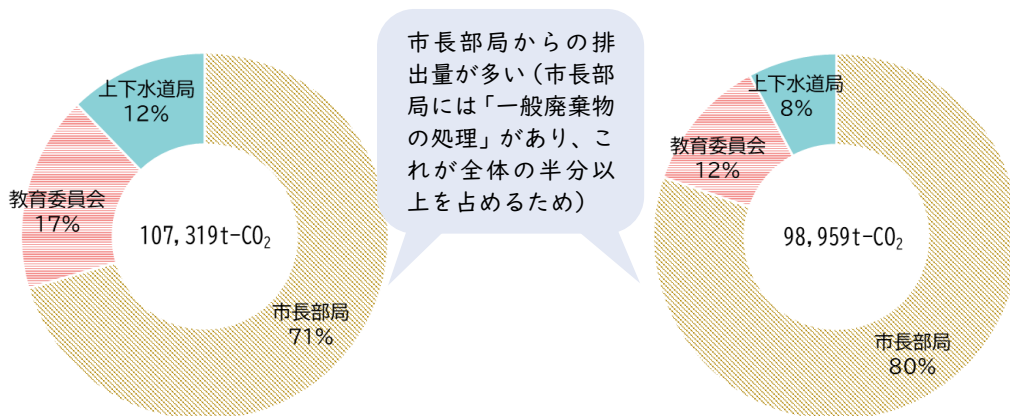 上下水道局
12%
教育委員会
17%
107,319t-CO₂
市長部局
71%
市長部局からの排
出量が多い（市長部
局には「一般廃棄物
の処理」があり、こ
れが全体の半分以
上を占めるため）
上下水道局
8%
教育委員会
12%
98,959t-CO₂
市長部局
80%